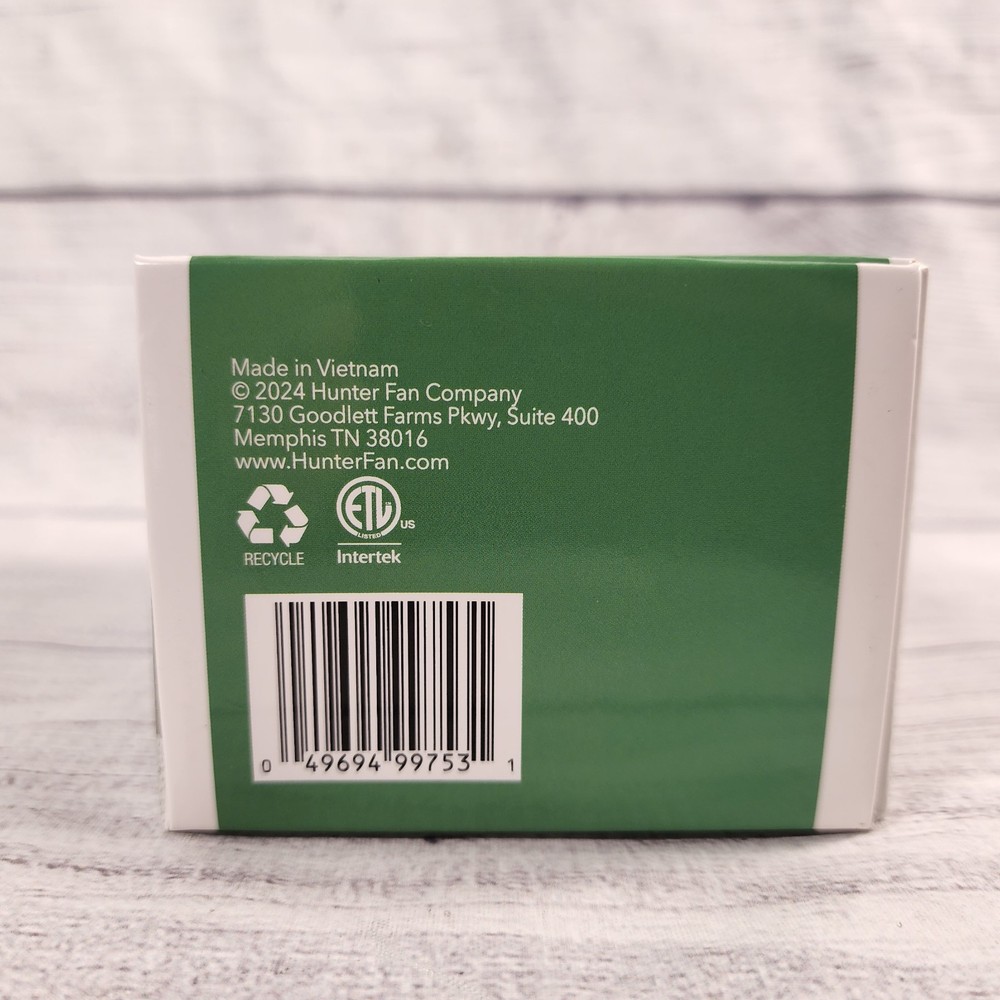 Made in Vietnam
© 2024 Hunter Fan Company
7130 Goodlett Farms Pkwy, Suite 400
Memphis TN 38016
www.HunterFan.com
RECYCLE
ETL
LISTED
US
Intertek
0 49694 99753 1